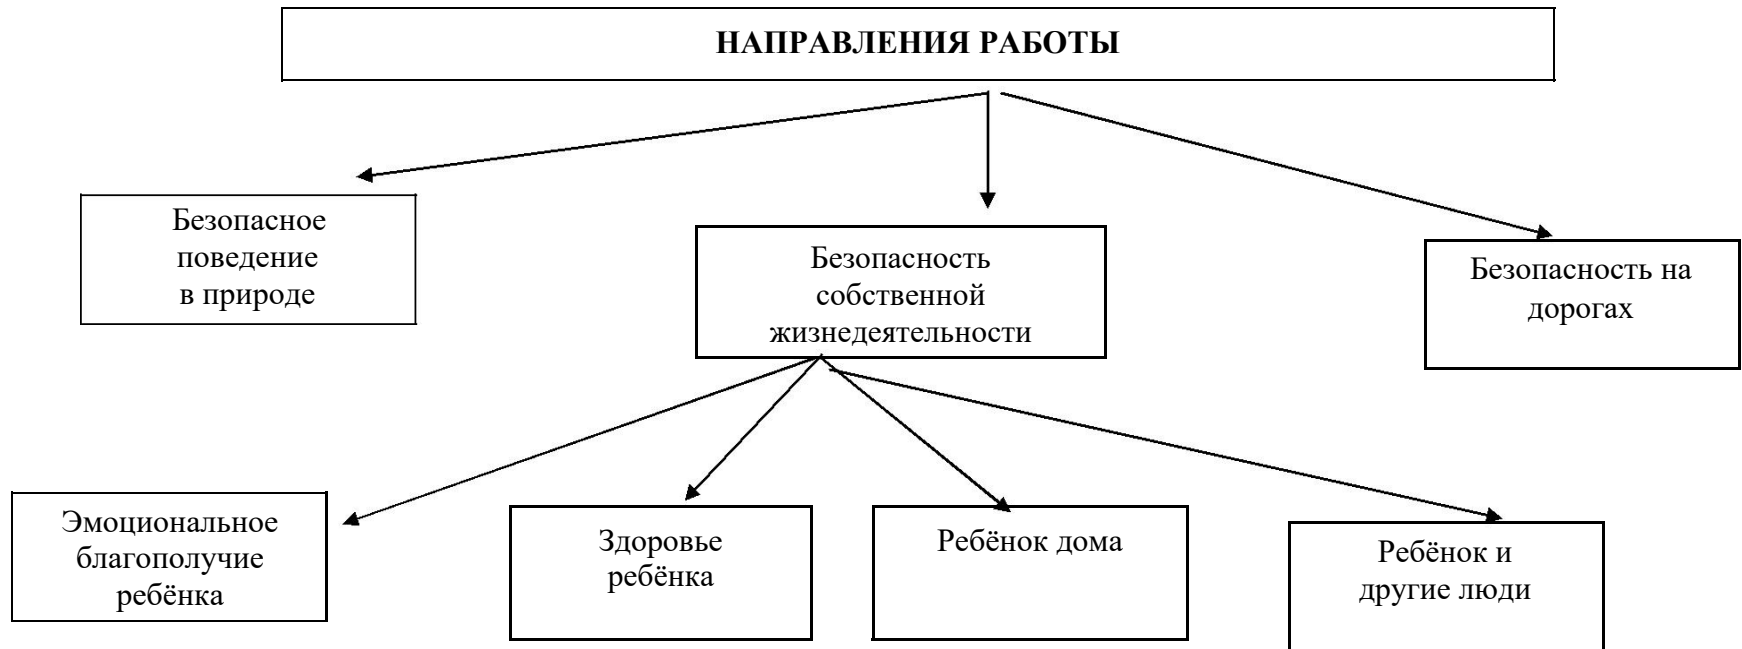 НАПРАВЛЕНИЯ РАБОТЫ
Безопасное
поведение
в природе
Безопасность
собственной
жизнедеятельности
Безопасность на
дорогах
Эмоциональное
благополучие
ребёнка
Здоровье
ребёнка
Ребёнок дома
Ребёнок и
другие люди